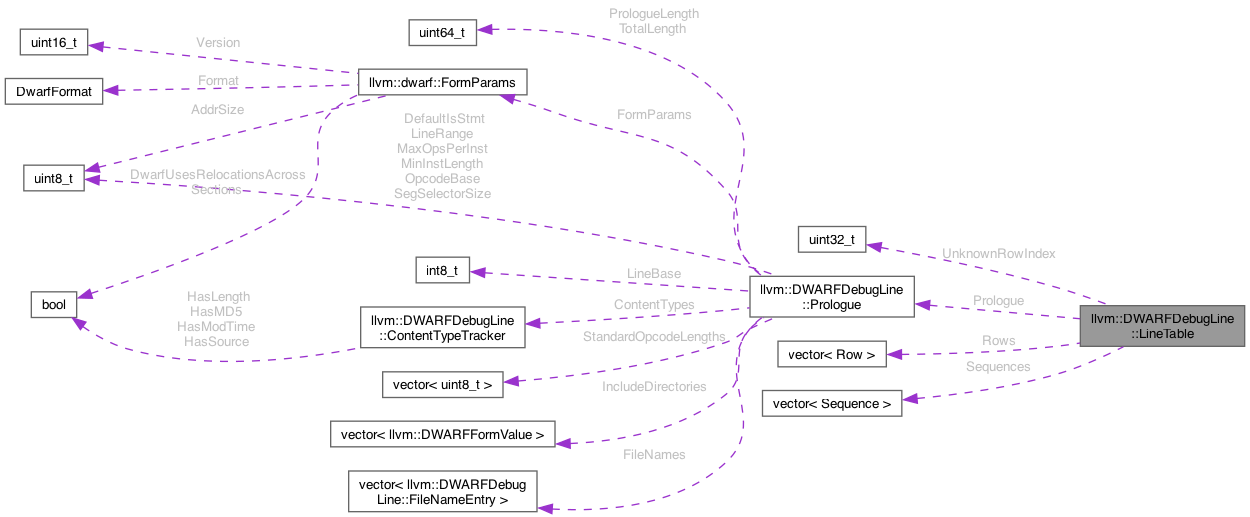 PrologueLength
TotalLength
uint64_t
uint16_t
Version
llvm::dwarf::FormParams
Format
DwarfFormat
AddrSize
FormParams
DefaultIsStmt
LineRange
MaxOpsPerInst
MinInstLength
OpcodeBase
SegSelectorSize
uint8_t
DwarfUsesRelocationsAcross
Sections
uint32_t
UnknownRowIndex
int8_t
LineBase
llvm::DWARFDebugLine
::Prologue
Prologue
bool
HasLength
HasMD5
HasModTime
HasSource
ContentTypes
llvm::DWARFDebugLine
::ContentTypeTracker
llvm::DWARFDebugLine
::LineTable
StandardOpcodeLengths
vector< Row >
Rows
Sequences
vector< uint8_t >
IncludeDirectories
vector< Sequence >
vector< llvm::DWARFFormValue >
FileNames
vector< llvm::DWARFDebug
Line::FileNameEntry >